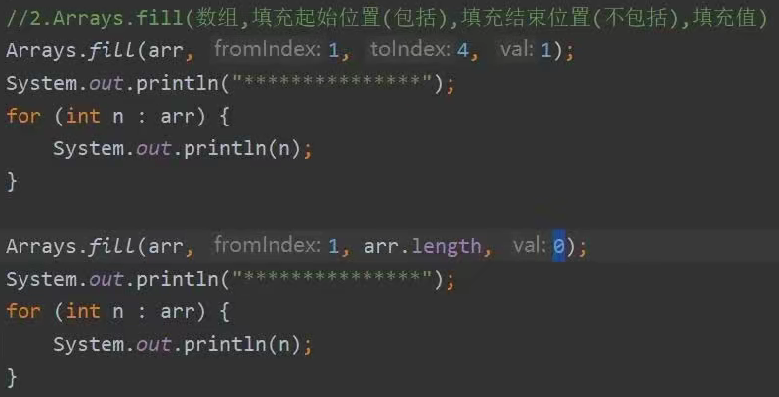 //2.Arrays.fill(数组,填充起始位置(包括),填充结束位置(不包括),填充值)
Arrays.fill(arr, fromIndex: 1, toIndex: 4, val: 1);
System.out.println("***************");
for (int n : arr) {
    System.out.println(n);
}
Arrays.fill(arr, fromIndex: 1, arr.length, val: 0);
System.out.println("***************");
for (int n : arr) {
    System.out.println(n);
}